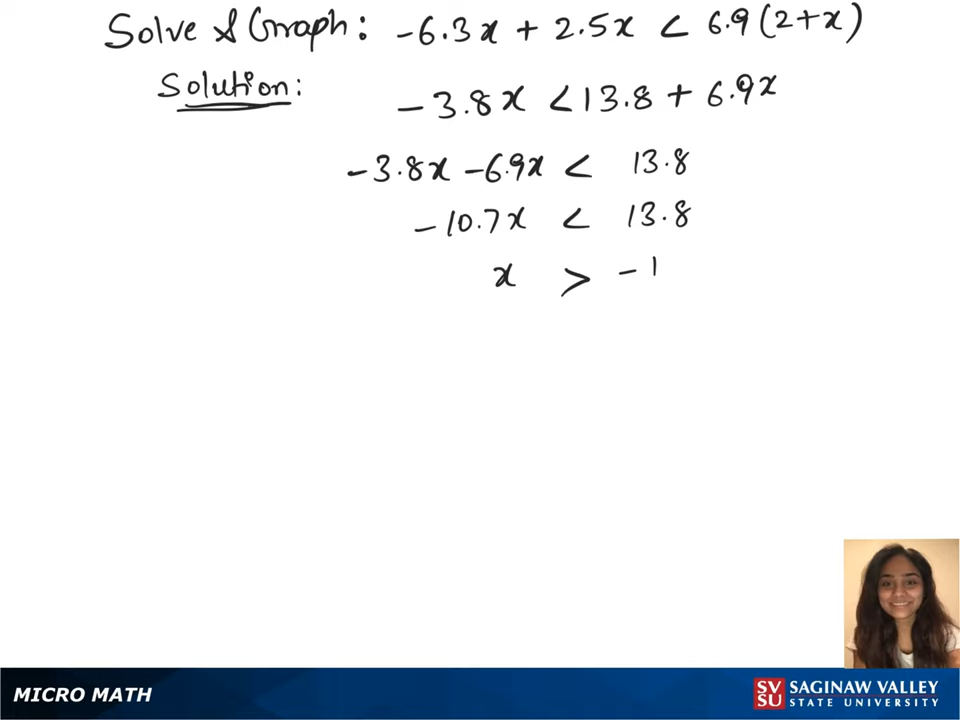 Solve & Graph: -6.3x + 2.5x < 6.9(2+x)
Solution: -3.8x < 13.8 + 6.9x
-3.8x - 6.9x < 13.8
-10.7x < 13.8
x > -1
MICRO MATH
SVSU SAGINAW VALLEY
STATE UNIVERSITY